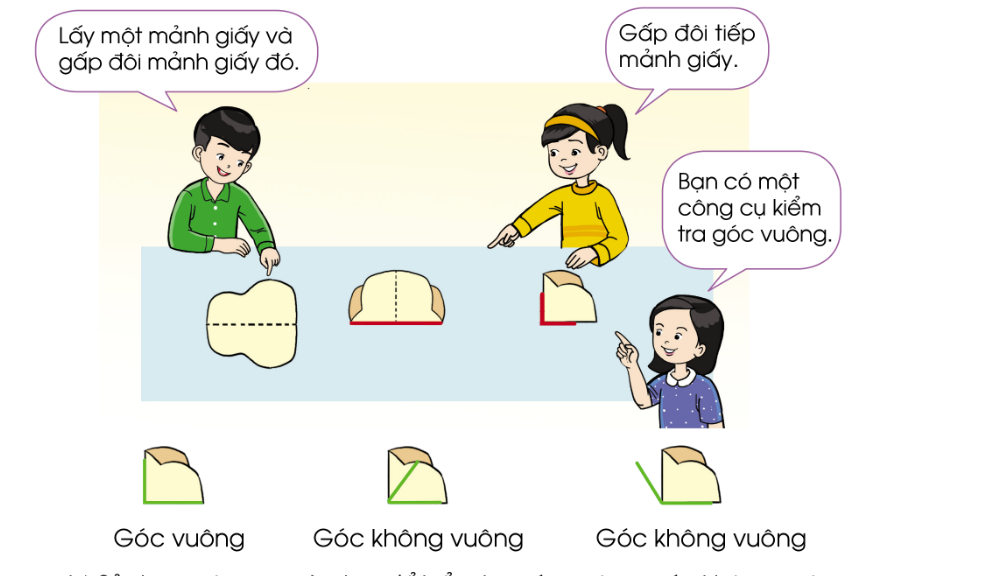 Lấy một mảnh giấy và
gấp đôi mảnh giấy đó.
Gấp đôi tiếp
mảnh giấy.
Bạn có một
công cụ kiểm
tra góc vuông.
Góc vuông
Góc không vuông
Góc không vuông